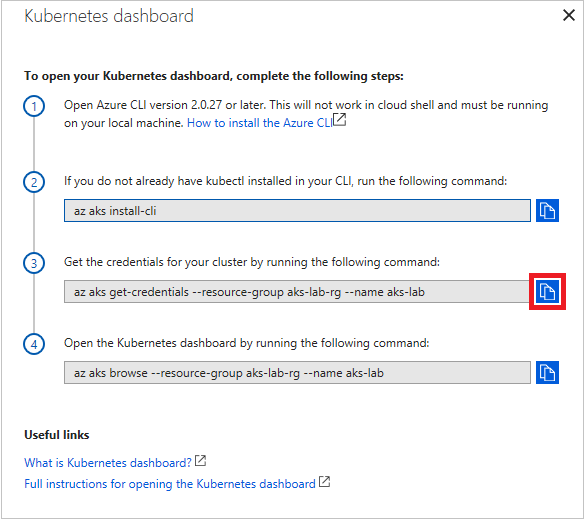 Kubernetes dashboard
To open your Kubernetes dashboard, complete the following steps:
1
Open Azure CLI version 2.0.27 or later. This will not work in cloud shell and must be running
on your local machine. How to install the Azure CLI
2
If you do not already have kubectl installed in your CLI, run the following command:
az aks install-cli
3
Get the credentials for your cluster by running the following command:
az aks get-credentials --resource-group aks-lab-rg --name aks-lab
4
Open the Kubernetes dashboard by running the following command:
az aks browse --resource-group aks-lab-rg --name aks-lab
Useful links
What is Kubernetes dashboard?
Full instructions for opening the Kubernetes dashboard